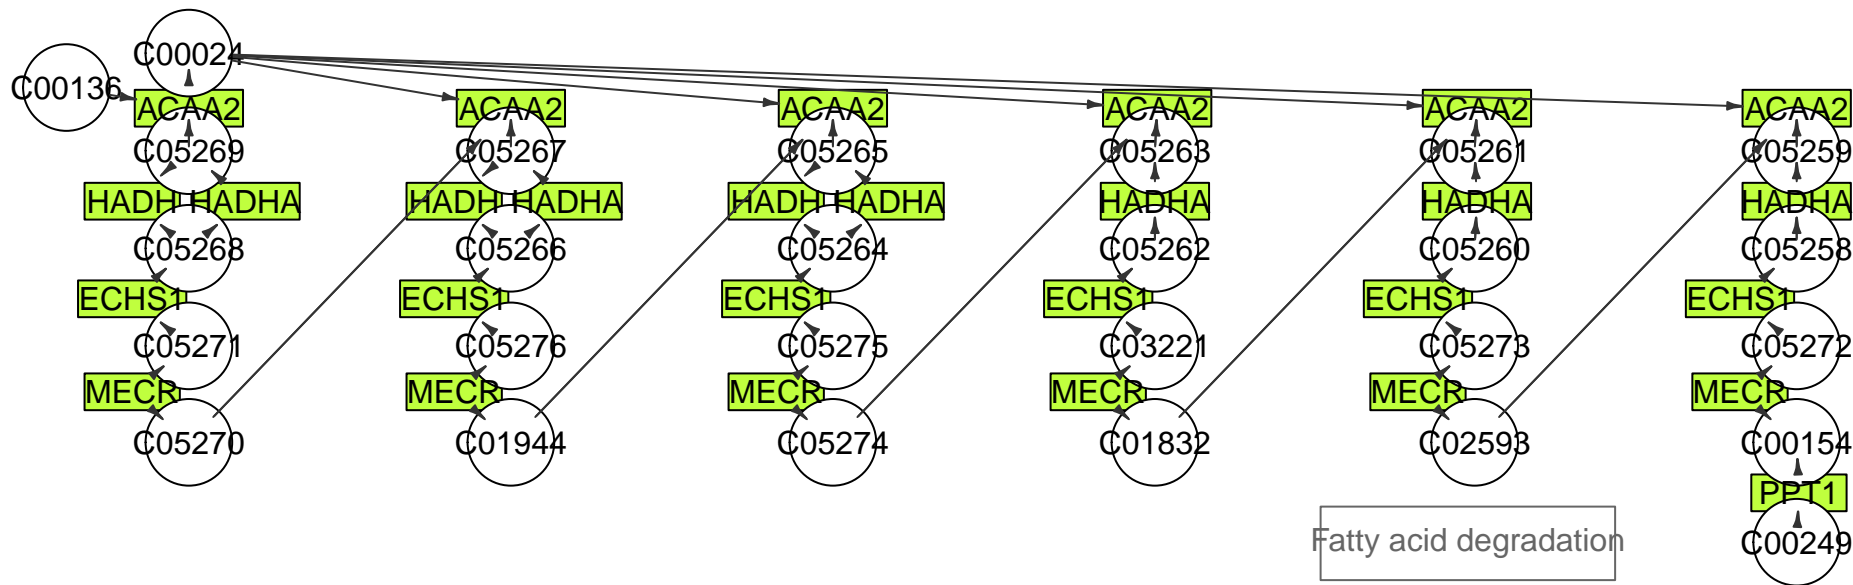 C00024
C00136
ACAA2 ACAA2 ACAA2 ACAA2 ACAA2 ACAA2
C05269 C05267 C05265 C05263 C05261 C05259
HADH HADHA HADH HADHA HADH HADHA HADHA HADHA HADHA
C05268 C05266 C05264 C05262 C05260 C05258
ECHS1 ECHS1 ECHS1 ECHS1 ECHS1 ECHS1
C05271 C05276 C05275 C03221 C05273 C05272
MECR MECR MECR MECR MECR MECR
C05270 C01944 C05274 C01832 C02593 C00154
PPT1
Fatty acid degradation C00249